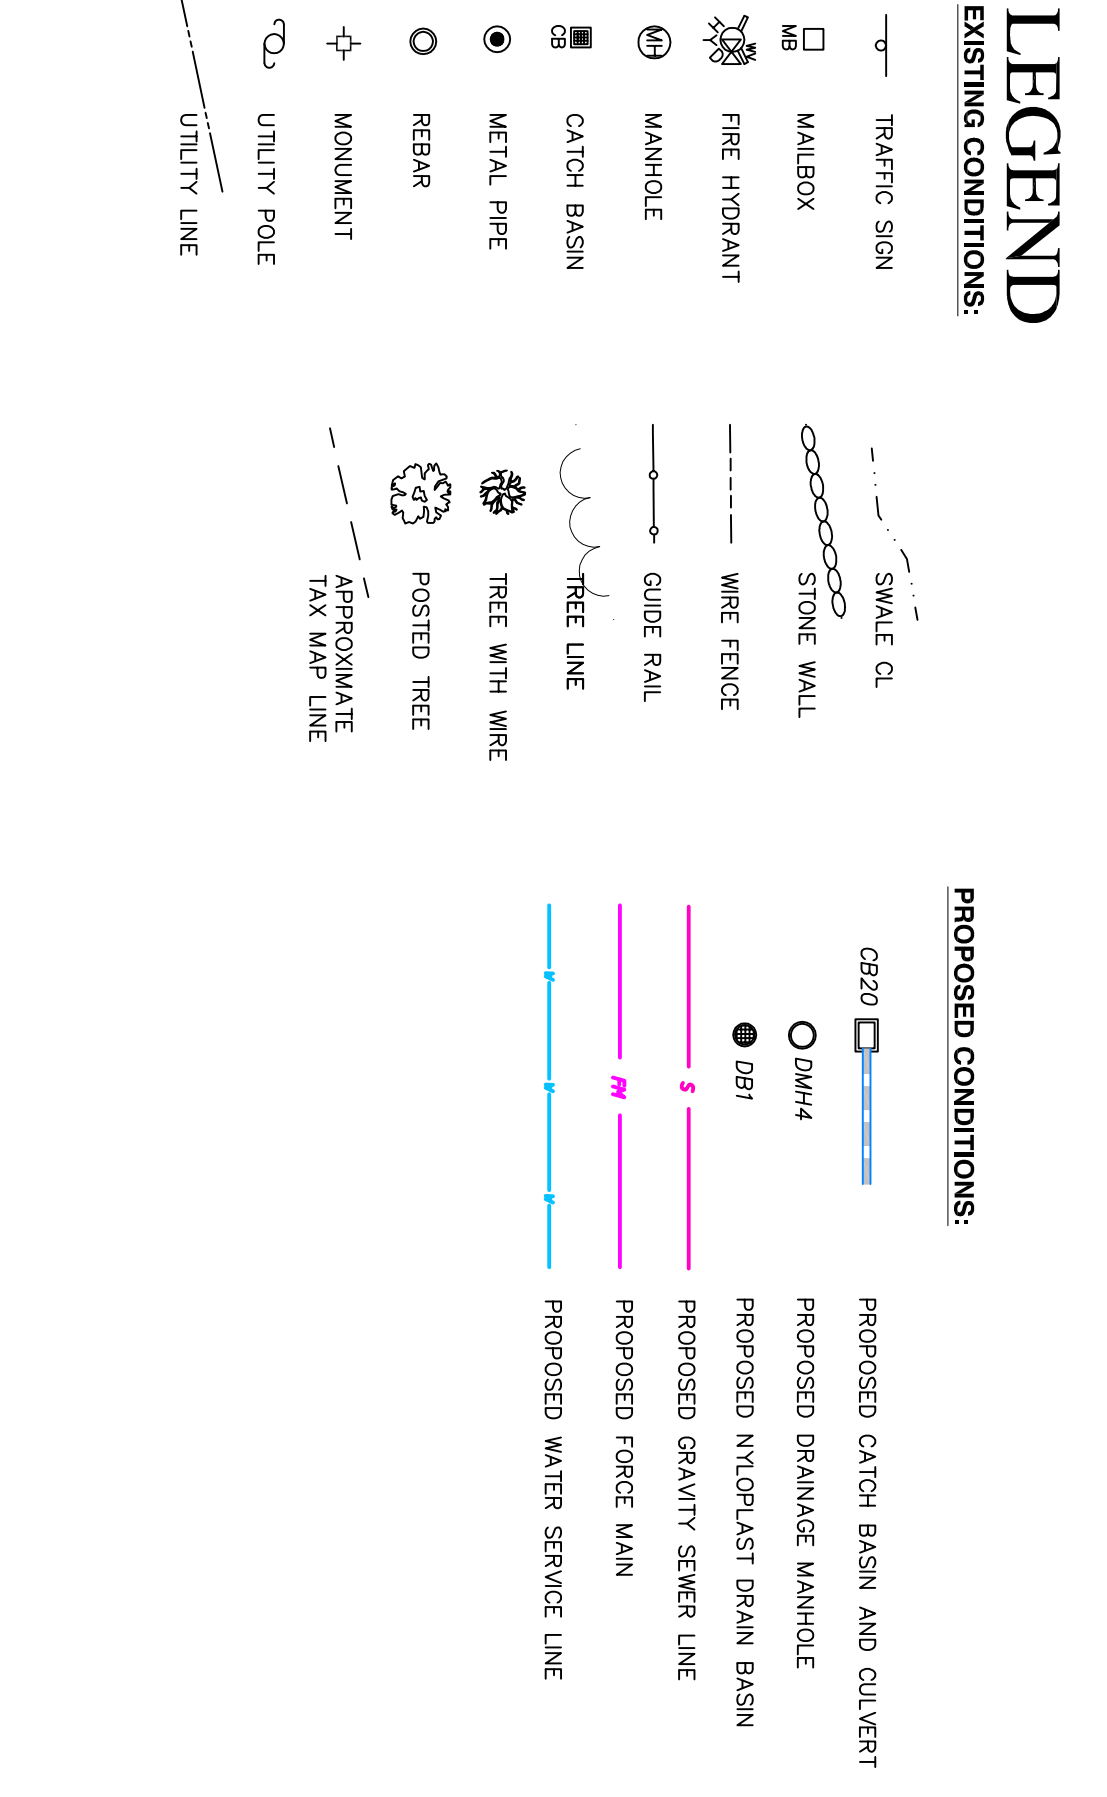 LEGEND
EXISTING CONDITIONS:
TRAFFIC SIGN
MB
MAILBOX
W
HYD
FIRE HYDRANT
MH
MANHOLE
CB
CATCH BASIN
METAL PIPE
REBAR
MONUMENT
UTILITY POLE
UTILITY LINE
SWALE CL
STONE WALL
WIRE FENCE
GUIDE RAIL
TREE LINE
TREE WITH WIRE
POSTED TREE
APPROXIMATE
TAX MAP LINE
PROPOSED CONDITIONS:
CB20
PROPOSED CATCH BASIN AND CULVERT
DMH4
PROPOSED DRAINAGE MANHOLE
DB1
PROPOSED NYLOPLAST DRAIN BASIN
S
PROPOSED GRAVITY SEWER LINE
FM
PROPOSED FORCE MAIN
W W W
PROPOSED WATER SERVICE LINE